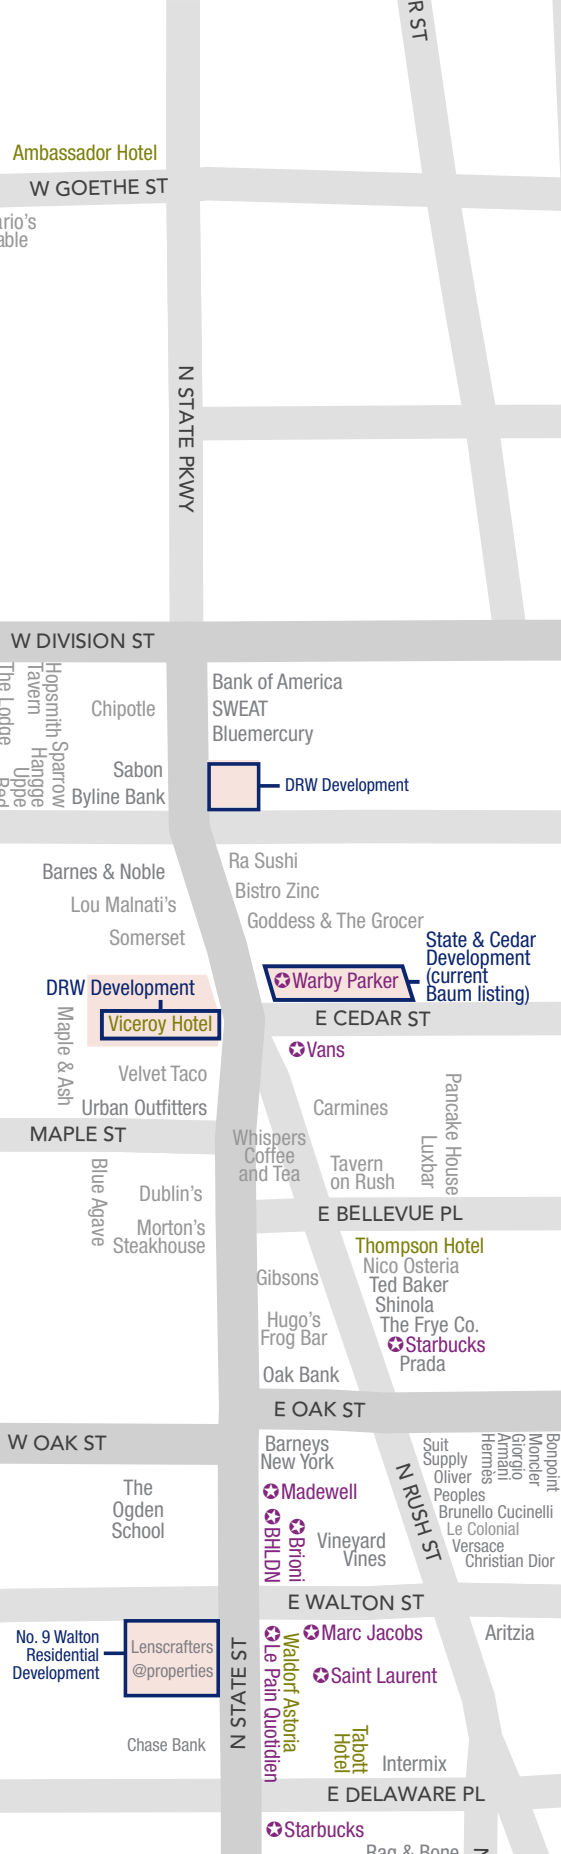 R ST
Ambassador Hotel
W GOETHE ST
N STATE PKWY
W DIVISION ST
The Lodge
Tavern
Hopsmith
Hangge
Uppe
Red
Sparrow
Chipotle
Sabon
Byline Bank
Bank of America
SWEAT
Bluemercury
DRW Development
Barnes & Noble
Lou Malnati's
Somerset
Ra Sushi
Bistro Zinc
Goddess & The Grocer
State & Cedar
Development
(current
Baum listing)
✪Warby Parker
DRW Development
Viceroy Hotel
E CEDAR ST
✪Vans
Maple & Ash
Velvet Taco
Urban Outfitters
MAPLE ST
Carmines
Pancake House
Luxbar
Whispers
Coffee
and Tea
Tavern
on Rush
Blue Agave
Dublin's
Morton's
Steakhouse
E BELLEVUE PL
Thompson Hotel
Nico Osteria
Ted Baker
Shinola
The Frye Co.
✪Starbucks
Prada
Gibsons
Hugo's
Frog Bar
Oak Bank
E OAK ST
W OAK ST
Barneys
New York
✪Madewell
✪BHLDN
✪Brioni
Vineyard
Vines
The
Ogden
School
N RUSH ST
Suit
Supply
Oliver
Peoples
Hermès
Giorgio
Armani
Moncler
Bonpoint
Brunello Cucinelli
Le Colonial
Versace
Christian Dior
E WALTON ST
No. 9 Walton
Residential
Development
Lenscrafters
@properties
N STATE ST
✪Le Pain Quotidien
Waldorf Astoria
✪Marc Jacobs
✪Saint Laurent
Aritzia
Chase Bank
Tabott
Hotel
Intermix
E DELAWARE PL
✪Starbucks
Rag & Bone